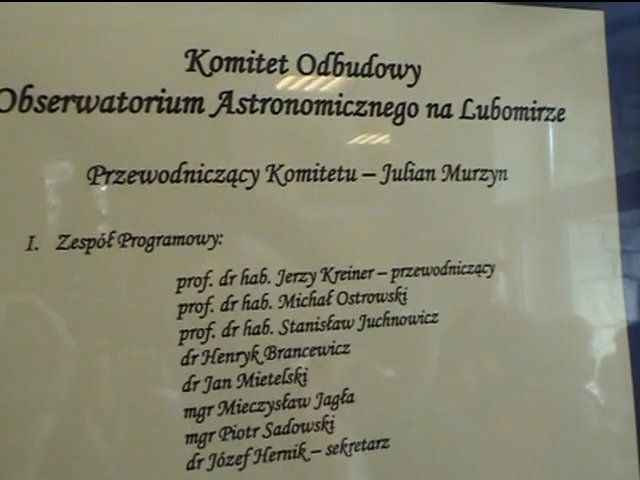 Komitet Odbudowy
Obserwatorium Astronomicznego na Lubomirze
Przewodniczący Komitetu – Julian Murzyn
I. Zespół Programowy:
prof. dr hab. Jerzy Kreiner – przewodniczący
prof. dr hab. Michał Ostrowski
prof. dr hab. Stanisław Juchnowicz
dr Henryk Brancewicz
dr Jan Mietelski
mgr Mieczysław Jagła
mgr Piotr Sadowski
dr Józef Hernik – sekretarz